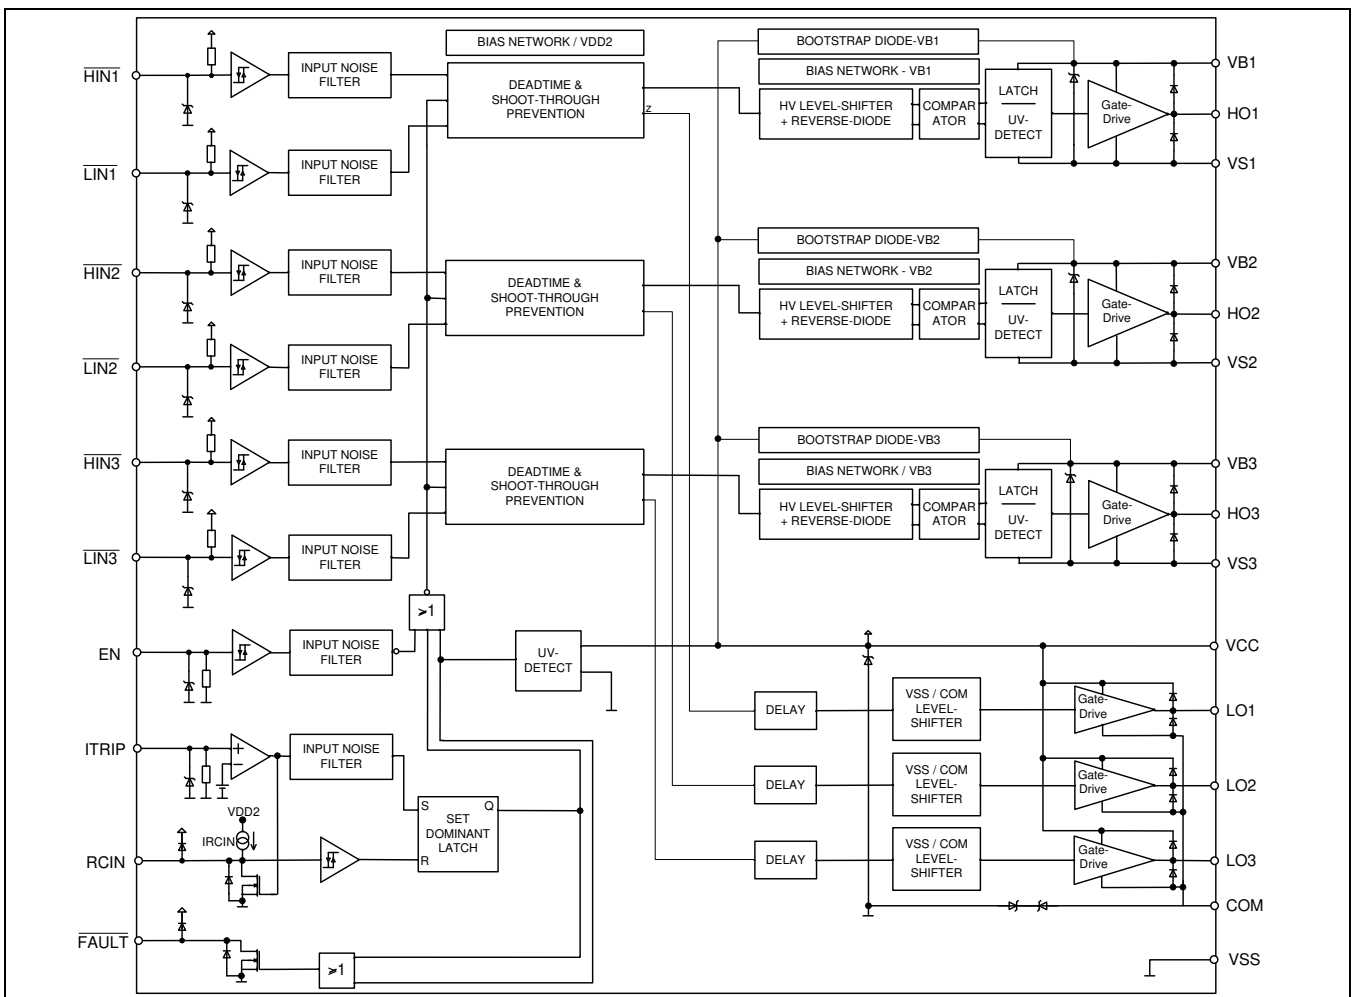 BIAS NETWORK / VDD2
BOOTSTRAP DIODE-VB1
HIN1
INPUT NOISE
FILTER
DEADTIME &
SHOOT-THROUGH
PREVENTION
z
BIAS NETWORK - VB1
HV LEVEL-SHIFTER
+ REVERSE-DIODE
COMPAR
ATOR
LATCH
UV-
DETECT
Gate-
Drive
VB1
HO1
VS1
LIN1
INPUT NOISE
FILTER
BOOTSTRAP DIODE-VB2
HIN2
INPUT NOISE
FILTER
DEADTIME &
SHOOT-THROUGH
PREVENTION
BIAS NETWORK - VB2
HV LEVEL-SHIFTER
+ REVERSE-DIODE
COMPAR
ATOR
LATCH
UV-
DETECT
Gate-
Drive
VB2
HO2
VS2
LIN2
INPUT NOISE
FILTER
BOOTSTRAP DIODE-VB3
HIN3
INPUT NOISE
FILTER
DEADTIME &
SHOOT-THROUGH
PREVENTION
BIAS NETWORK / VB3
HV LEVEL-SHIFTER
+ REVERSE-DIODE
COMPAR
ATOR
LATCH
UV-
DETECT
Gate-
Drive
VB3
HO3
VS3
LIN3
INPUT NOISE
FILTER
≥1
EN
INPUT NOISE
FILTER
UV-
DETECT
VCC
DELAY
VSS / COM
LEVEL-
SHIFTER
Gate-
Drive
LO1
ITRIP
+
−
INPUT NOISE
FILTER
DELAY
VSS / COM
LEVEL-
SHIFTER
Gate-
Drive
LO2
VDD2
IRCIN
RCIN
S
Q
SET
DOMINANT
LATCH
R
DELAY
VSS / COM
LEVEL-
SHIFTER
Gate-
Drive
LO3
COM
FAULT
≥1
VSS